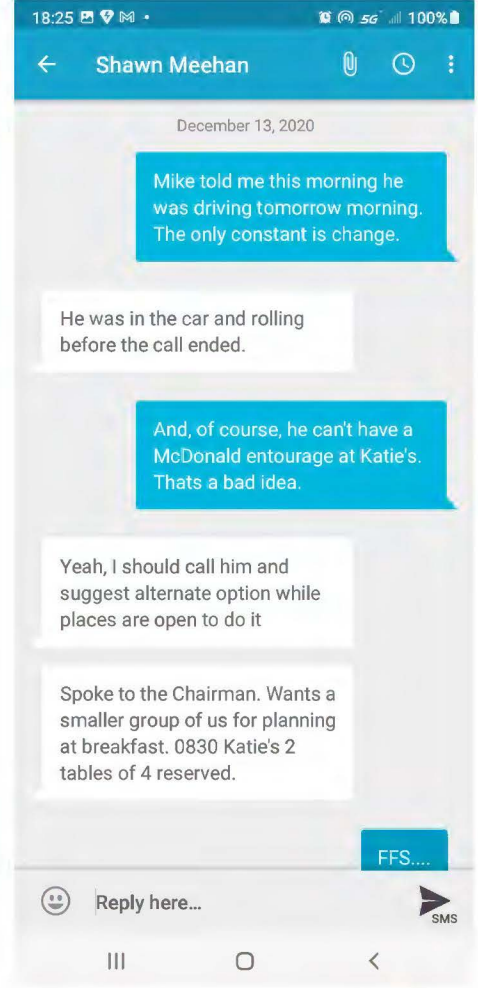 18:25
5G 100%
Shawn Meehan
December 13, 2020
Mike told me this morning he
was driving tomorrow morning.
The only constant is change.
He was in the car and rolling
before the call ended.
And, of course, he can't have a
McDonald entourage at Katie's.
Thats a bad idea.
Yeah, I should call him and
suggest alternate option while
places are open to do it
Spoke to the Chairman. Wants a
smaller group of us for planning
at breakfast. 0830 Katie's 2
tables of 4 reserved.
FFS....
Reply here...
SMS